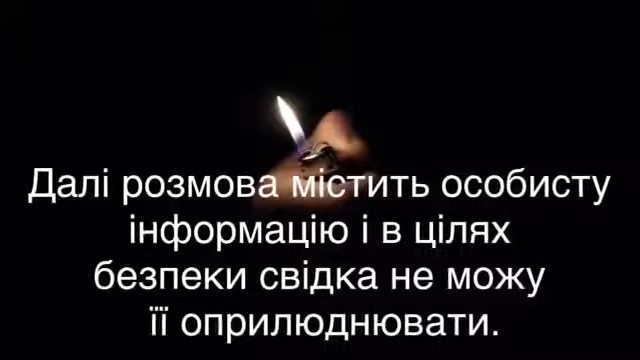 Далі розмова містить особисту
інформацію і в цілях
безпеки свідка не можу
її оприлюднювати.